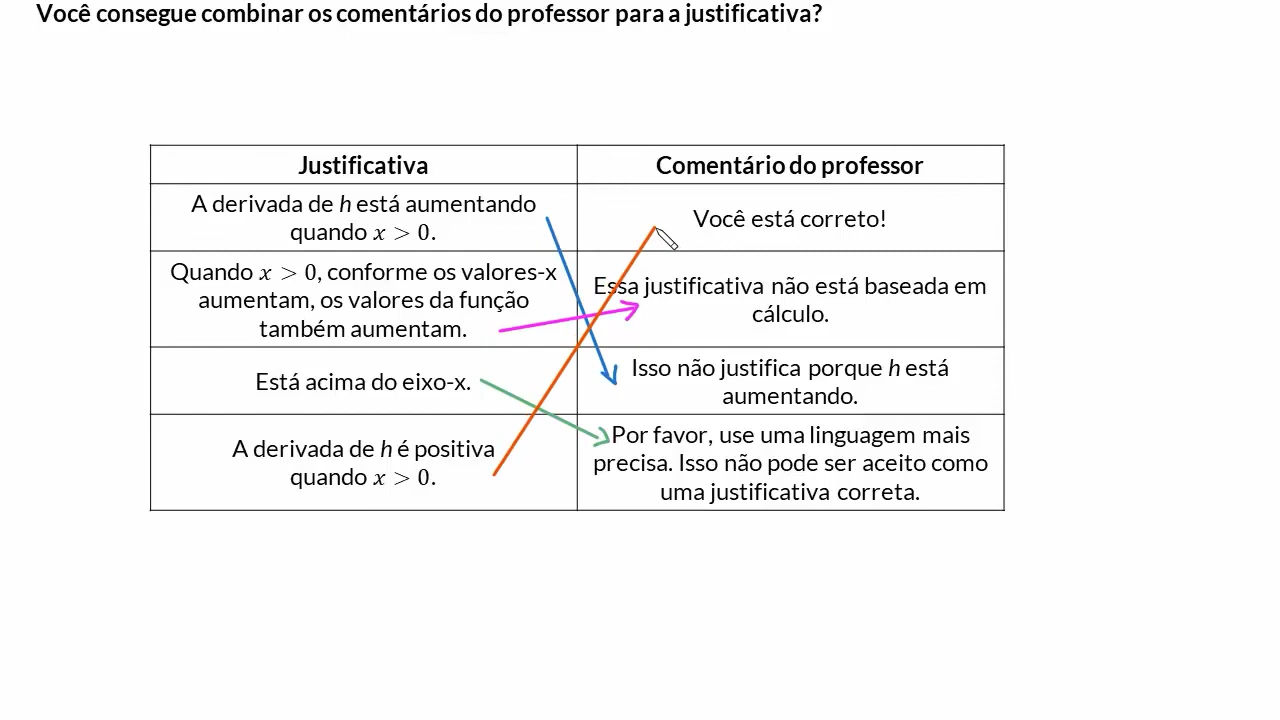 Você consegue combinar os comentários do professor para a justificativa?
Justificativa
Comentário do professor
A derivada de h está aumentando
quando x > 0.
Você está correto!
Quando x > 0, conforme os valores-x
aumentam, os valores da função
também aumentam.
Essa justificativa não está baseada em
cálculo.
Está acima do eixo-x.
Isso não justifica porque h está
aumentando.
A derivada de h é positiva
quando x > 0.
Por favor, use uma linguagem mais
precisa. Isso não pode ser aceito como
uma justificativa correta.